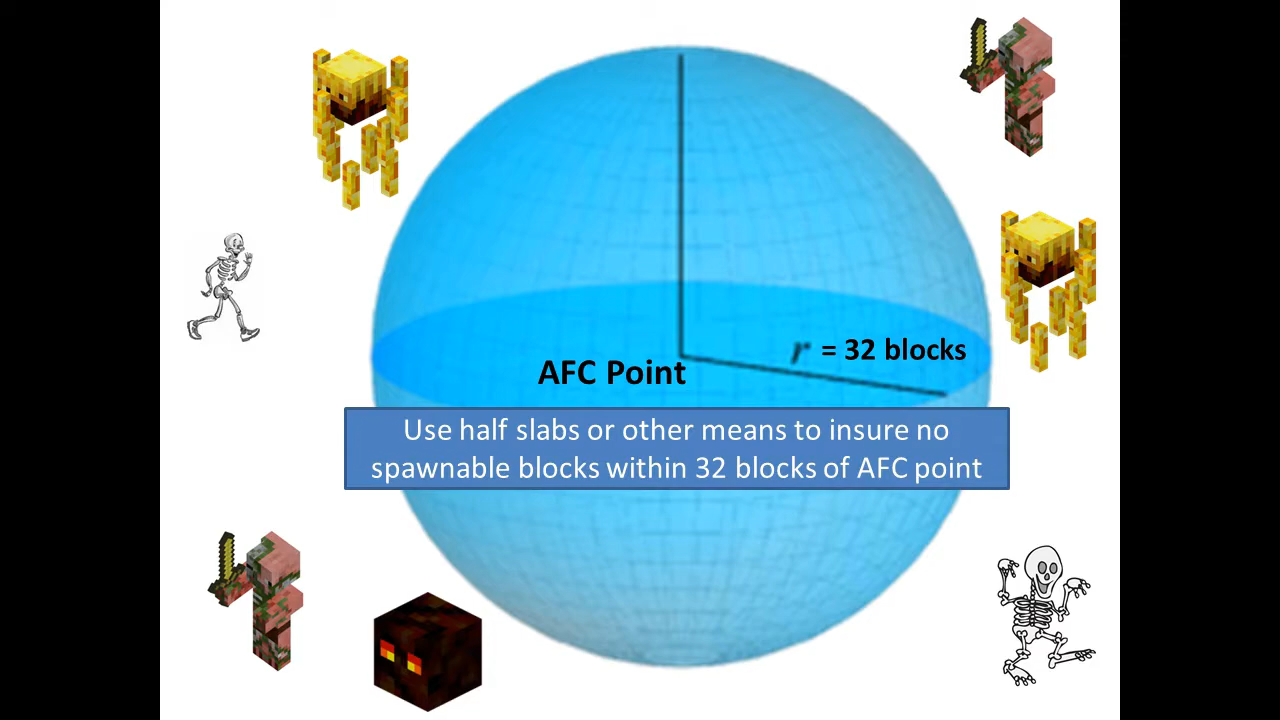 r = 32 blocks
AFC Point
Use half slabs or other means to insure no
spawnable blocks within 32 blocks of AFC point